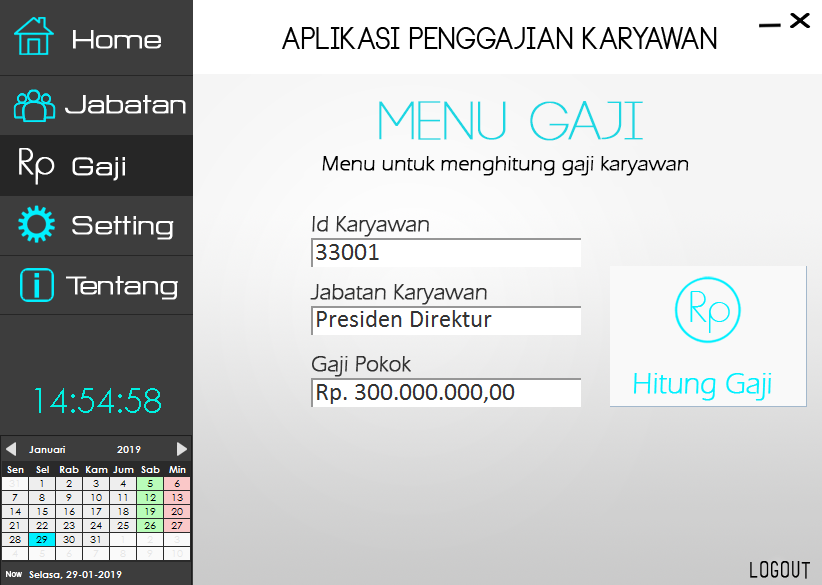 Home
Jabatan
Rp Gaji
Setting
Tentang
14:54:58
Januari 2019
Sen Sel Rab Kam Jum Sab Min
31 1 2 3 4 5 6
7 8 9 10 11 12 13
14 15 16 17 18 19 20
21 22 23 24 25 26 27
28 29 30 31 1 2 3
4 5 6 7 8 9 10
Now Selasa, 29-01-2019
APLIKASI PENGGAJIAN KARYAWAN
MENU GAJI
Menu untuk menghitung gaji karyawan
Id Karyawan
33001
Jabatan Karyawan
Presiden Direktur
Gaji Pokok
Rp. 300.000.000,00
Rp
Hitung Gaji
LOGOUT